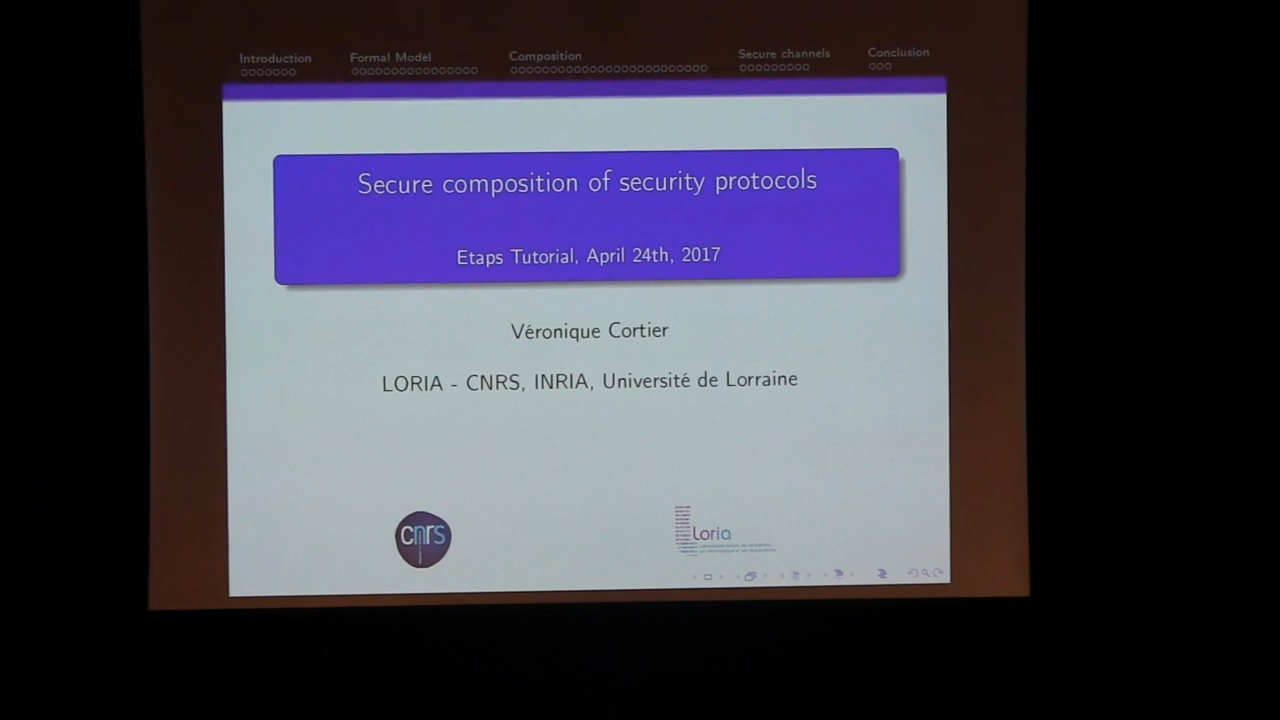 Introduction
Formal Model
Composition
Secure channels
Conclusion
Secure composition of security protocols
Etaps Tutorial, April 24th, 2017
Véronique Cortier
LORIA - CNRS, INRIA, Université de Lorraine
cnrs
Loria